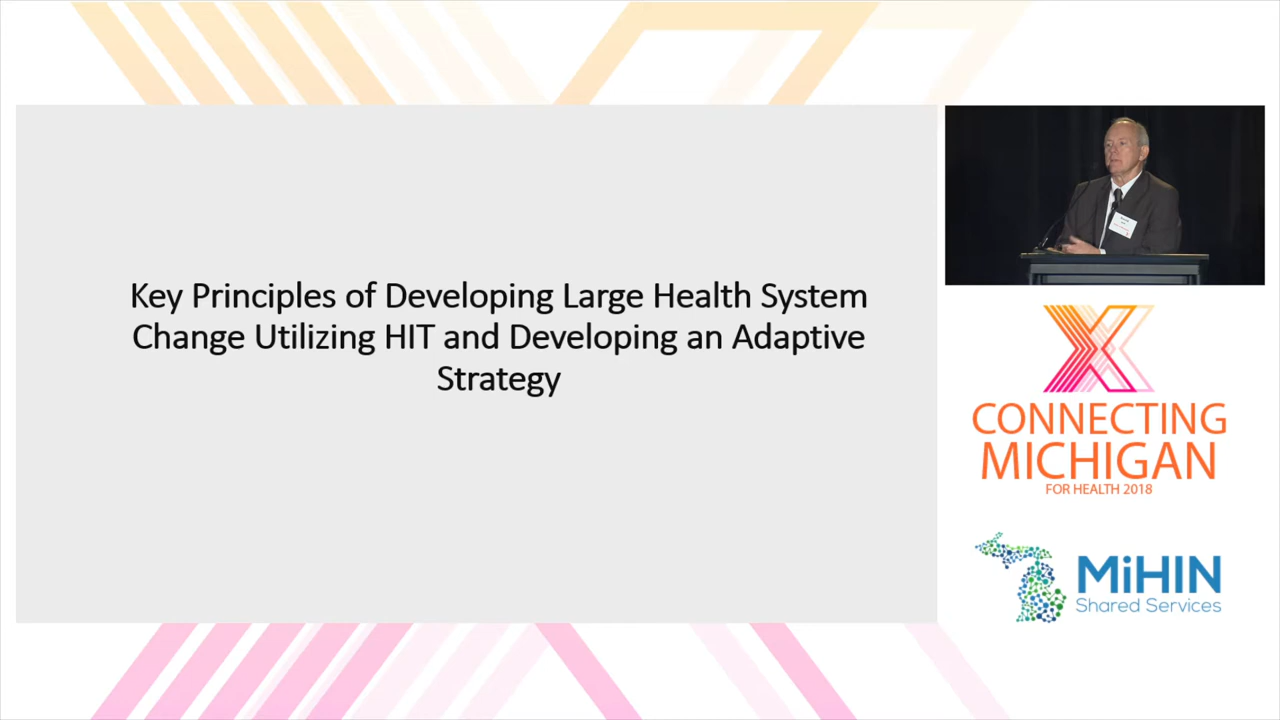 Key Principles of Developing Large Health System
Change Utilizing HIT and Developing an Adaptive
Strategy
CONNECTING
MICHIGAN
FOR HEALTH 2018
MiHIN
Shared Services